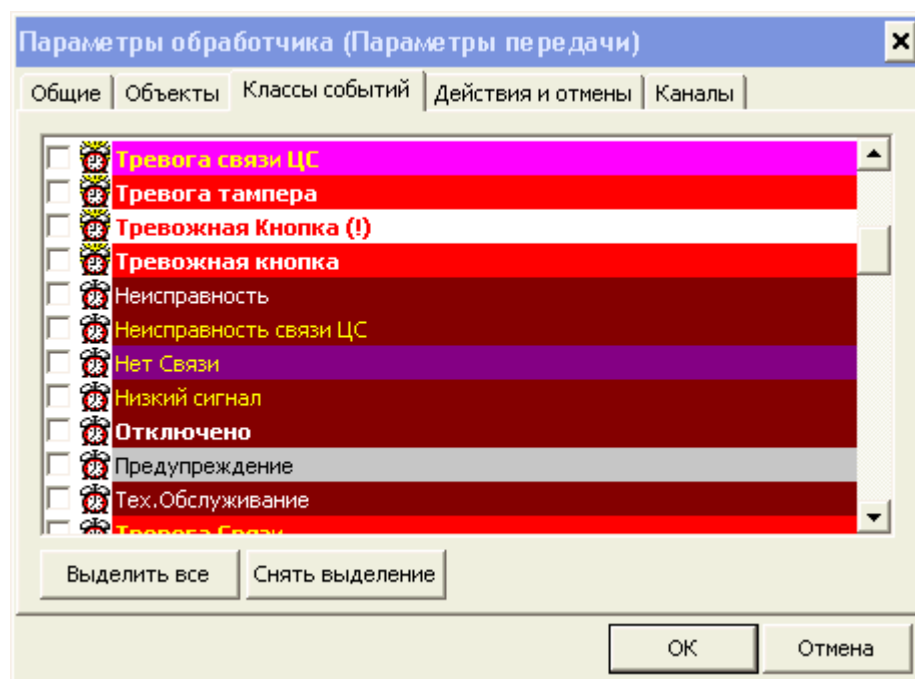 Параметры обработчика (Параметры передачи)
Общие Объекты Классы событий Действия и отмены Каналы
Тревога связи ЦС
Тревога тампера
Тревожная Кнопка (!)
Тревожная кнопка
Неисправность
Неисправность связи ЦС
Нет Связи
Низкий сигнал
Отключено
Предупреждение
Тех.Обслуживание
Тревога Связи
Выделить все Снять выделение
ОК Отмена